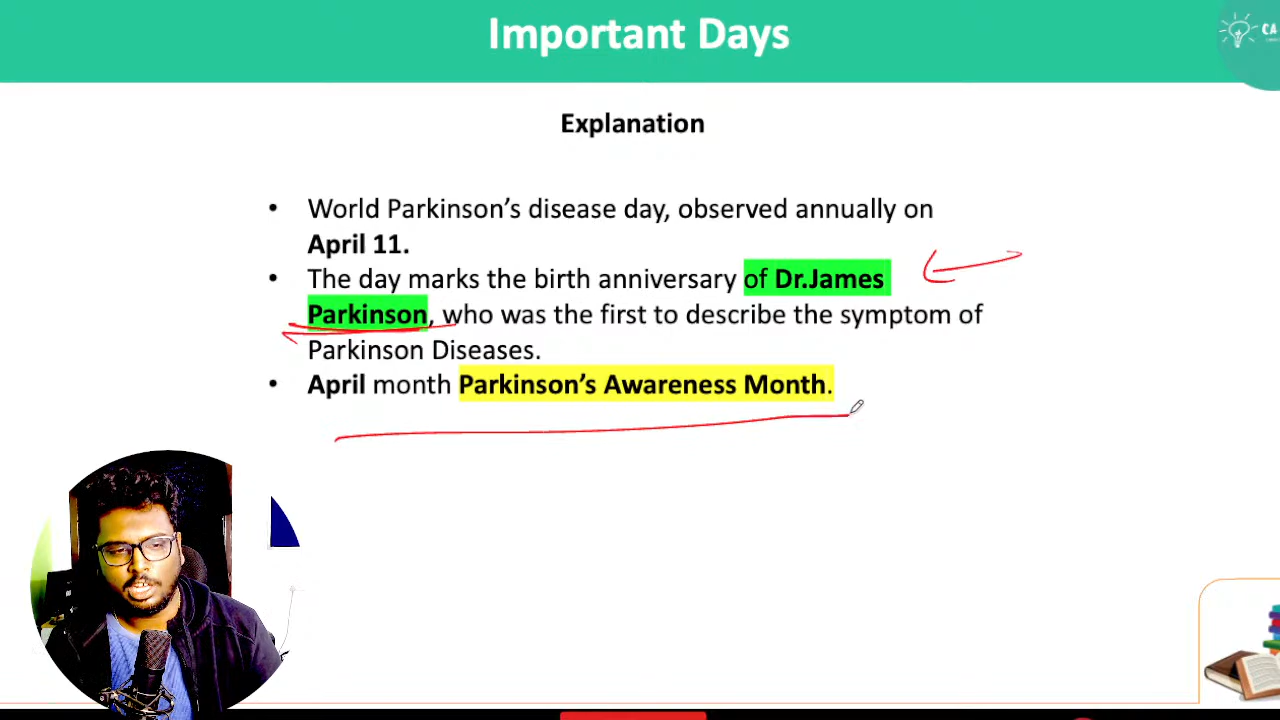 Important Days
CA
Explanation
• World Parkinson’s disease day, observed annually on
April 11.
• The day marks the birth anniversary of Dr.James
Parkinson, who was the first to describe the symptom of
Parkinson Diseases.
• April month Parkinson’s Awareness Month.